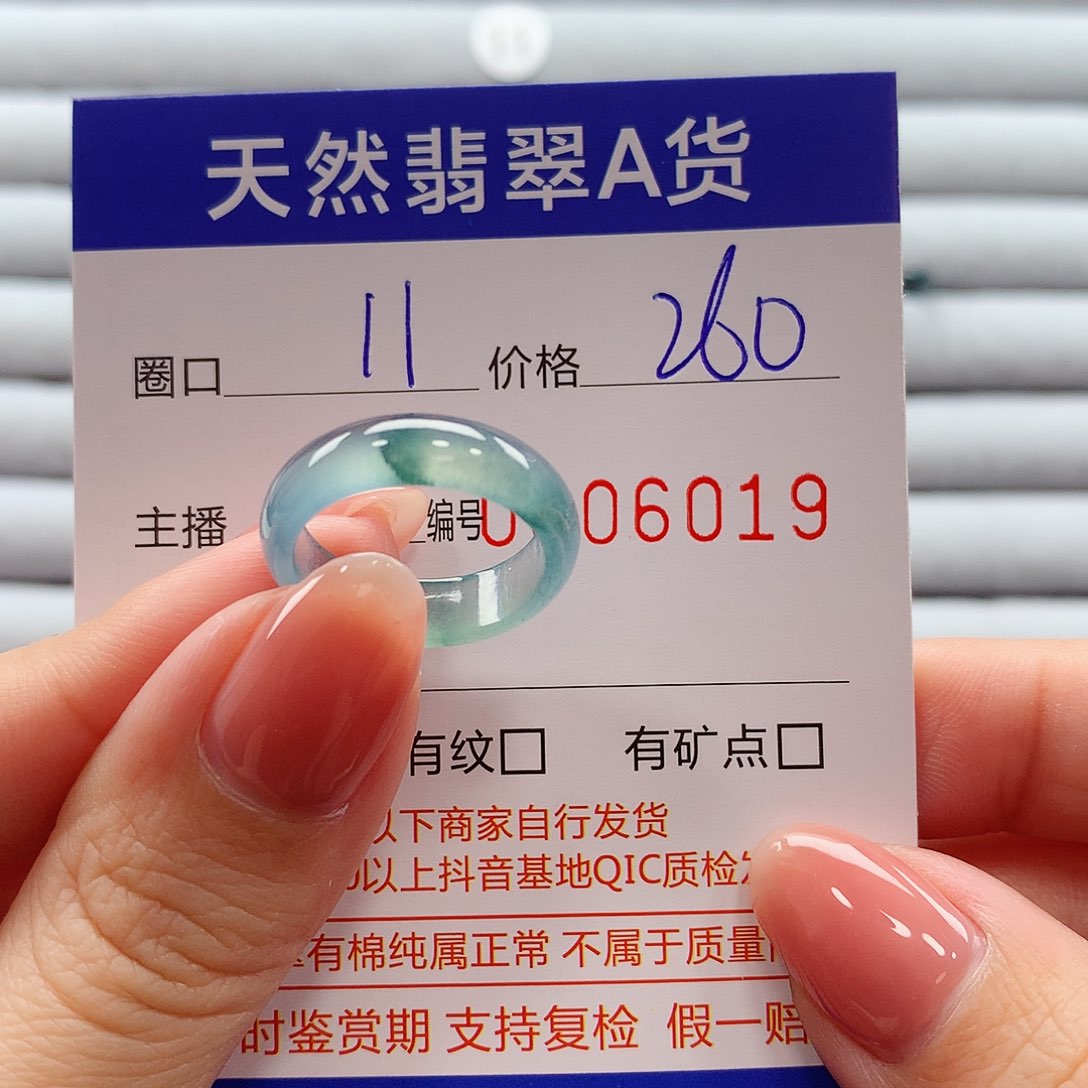 天然翡翠A货
圈口 11 价格 260
主播 编号 06019
有纹□ 有矿点□
以下商家自行发货
0以上抖音基地QIC质检
有棉纯属正常 不属于质量
时鉴赏期 支持复检 假一赔